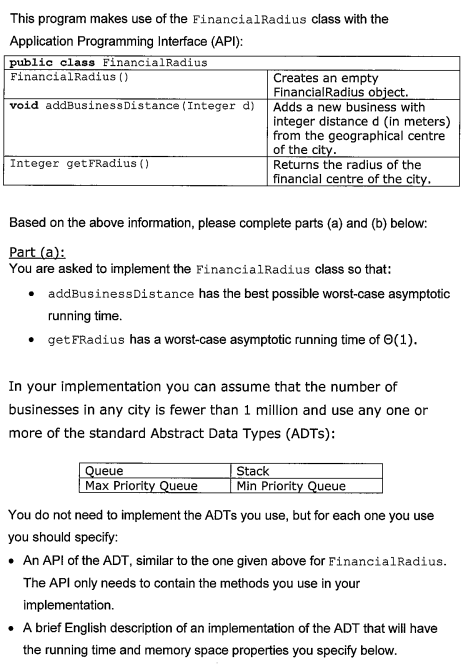 This program makes use of the FinancialRadius class with the
Application Programming Interface (API):
public class FinancialRadius
FinancialRadius()
Creates an empty
FinancialRadius object.
void addBusinessDistance(Integer d)
Adds a new business with
integer distance d (in meters)
from the geographical centre
of the city.
Integer getFRadius()
Returns the radius of the
financial centre of the city.
Based on the above information, please complete parts (a) and (b) below:
Part (a):
You are asked to implement the FinancialRadius class so that:
• addBusinessDistance has the best possible worst-case asymptotic
running time.
• getFRadius has a worst-case asymptotic running time of Θ(1).
In your implementation you can assume that the number of
businesses in any city is fewer than 1 million and use any one or
more of the standard Abstract Data Types (ADTs):
Queue
Stack
Max Priority Queue
Min Priority Queue
You do not need to implement the ADTs you use, but for each one you use
you should specify:
• An API of the ADT, similar to the one given above for FinancialRadius.
The API only needs to contain the methods you use in your
implementation.
• A brief English description of an implementation of the ADT that will have
the running time and memory space properties you specify below.